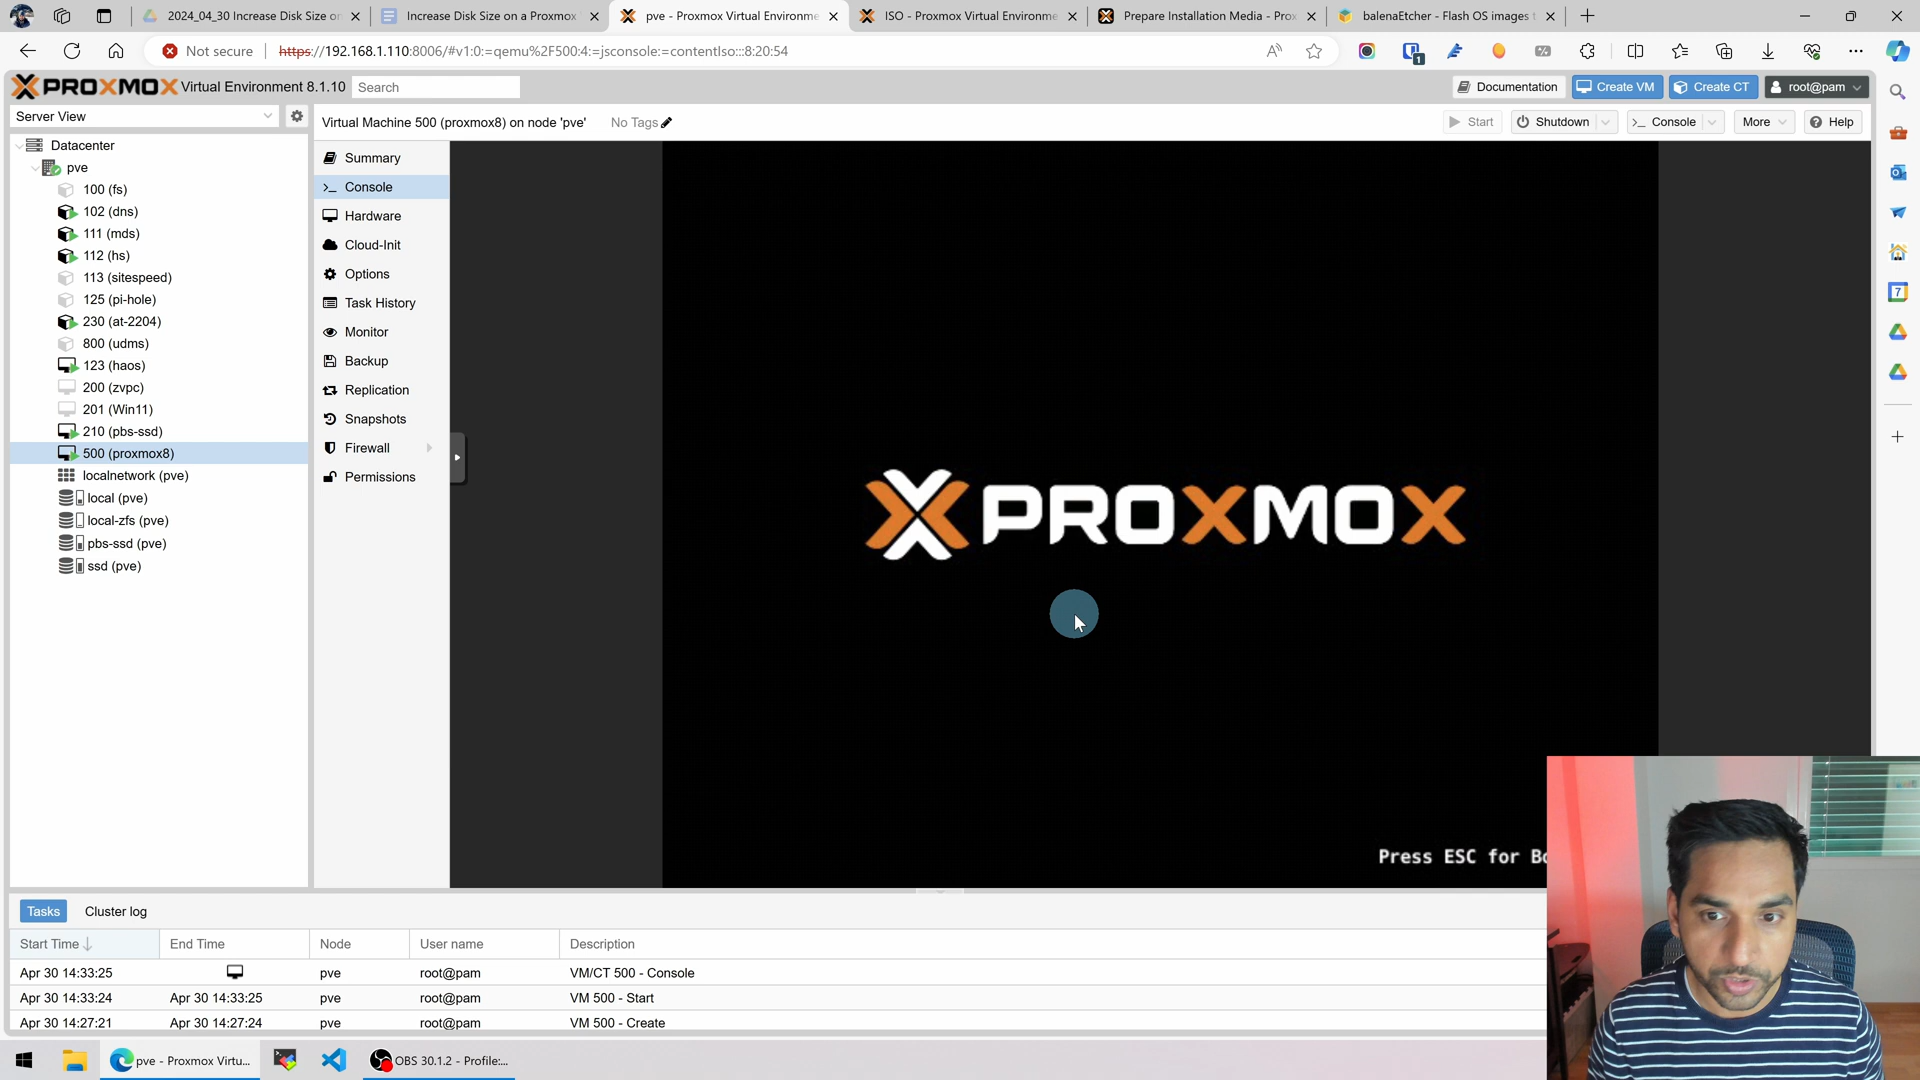 2024_04_30 Increase Disk Size or
Increase Disk Size on a Proxmox
pve - Proxmox Virtual Environme
ISO - Proxmox Virtual Environme
Prepare Installation Media - Prox
balenaEtcher - Flash OS images t
Not secure
https://192.168.1.110:8006/#v1:0:=qemu%2F500:4:=jsconsole:=contentIso:::8:20:54
1
PROXMOX Virtual Environment 8.1.10
Search
Documentation
Create VM
Create CT
root@pam
Server View
Virtual Machine 500 (proxmox8) on node 'pve'
No Tags
Start
Shutdown
Console
More
Help
Datacenter
pve
100 (fs)
102 (dns)
111 (mds)
112 (hs)
113 (sitespeed)
125 (pi-hole)
230 (at-2204)
800 (udms)
123 (haos)
200 (zvpc)
201 (Win11)
210 (pbs-ssd)
500 (proxmox8)
localnetwork (pve)
local (pve)
local-zfs (pve)
pbs-ssd (pve)
ssd (pve)
Summary
Console
Hardware
Cloud-Init
Options
Task History
Monitor
Backup
Replication
Snapshots
Firewall
Permissions
PROXMOX
Press ESC for Bo
7
Tasks
Cluster log
Start Time
End Time
Node
User name
Description
Apr 30 14:33:25
pve
root@pam
VM/CT 500 - Console
Apr 30 14:33:24
Apr 30 14:33:25
pve
root@pam
VM 500 - Start
Apr 30 14:27:21
Apr 30 14:27:24
pve
root@pam
VM 500 - Create
pve - Proxmox Virtu...
OBS 30.1.2 - Profile:...